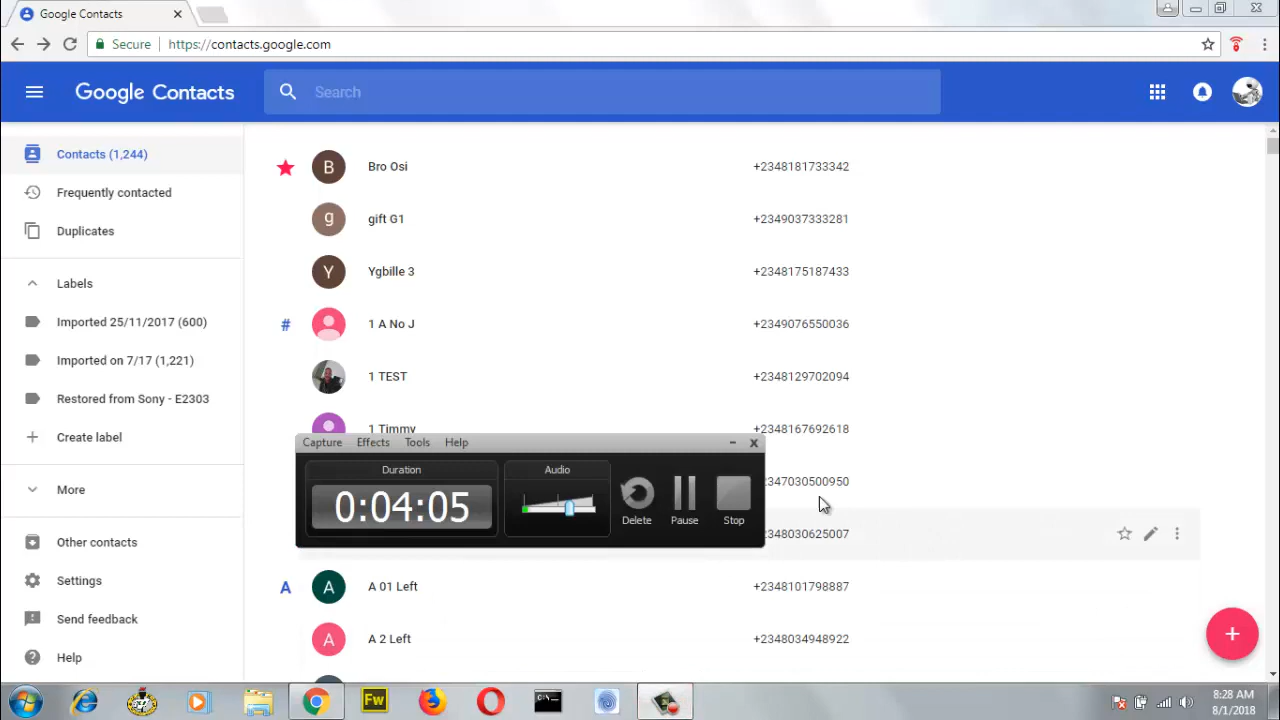 Google Contacts
Secure https://contacts.google.com
Google Contacts
Search
Contacts (1,244)
Frequently contacted
Duplicates
Labels
Imported 25/11/2017 (600)
Imported on 7/17 (1,221)
Restored from Sony - E2303
Create label
More
Other contacts
Settings
Send feedback
Help
B Bro Osi +2348181733342
g gift G1 +2349037333281
Y Ygbille 3 +2348175187433
# 1 A No J +2349076550036
1 TEST +2348129702094
1 Timmy +2348167692618
2347030500950
2348030625007
A A A 01 Left +2348101798887
A A 2 Left +2348034948922
Capture Effects Tools Help
Duration
0:04:05
Audio
Delete Pause Stop
+
Fw
8:28 AM
8/1/2018